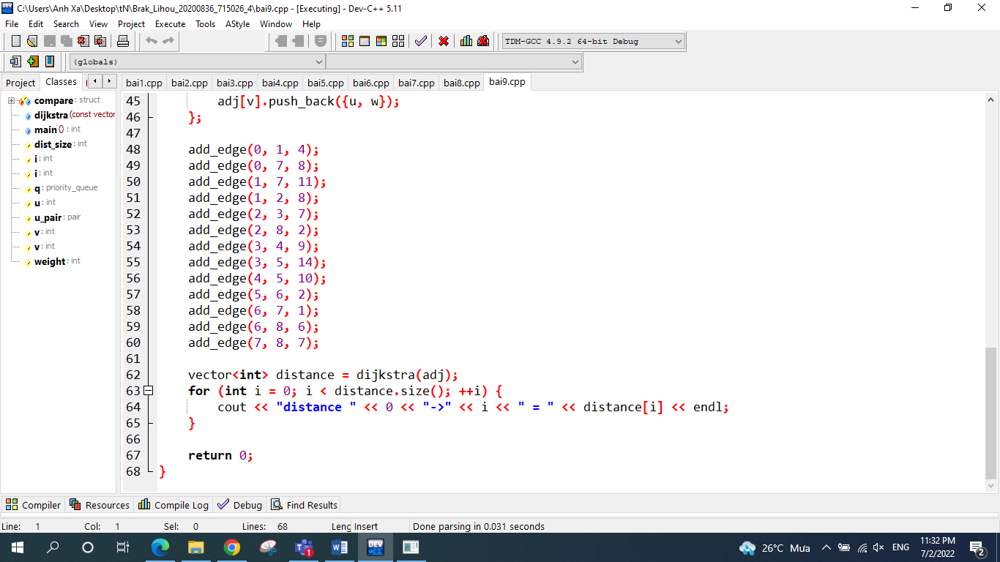 C:\Users\Anh Xa\Desktop\tN\Brak_Lihou_20200836_715026_4\bai9.cpp - [Executing] - Dev-C++ 5.11
File Edit Search View Project Execute Tools AStyle Window Help
TDM-GCC 4.9.2 64-bit Debug
(globals)
Project Classes
bai1.cpp bai2.cpp bai3.cpp bai4.cpp bai5.cpp bai6.cpp bai7.cpp bai8.cpp bai9.cpp
compare : struct
dijkstra (const vector
main () : int
dist_size : int
i : int
i : int
q : priority_queue
u : int
u_pair : pair
v : int
v : int
weight : int
45 adj[v].push_back({u, w});
46 };
47
48 add_edge(0, 1, 4);
49 add_edge(0, 7, 8);
50 add_edge(1, 7, 11);
51 add_edge(1, 2, 8);
52 add_edge(2, 3, 7);
53 add_edge(2, 8, 2);
54 add_edge(3, 4, 9);
55 add_edge(3, 5, 14);
56 add_edge(4, 5, 10);
57 add_edge(5, 6, 2);
58 add_edge(6, 7, 1);
59 add_edge(6, 8, 6);
60 add_edge(7, 8, 7);
61
62 vector<int> distance = dijkstra(adj);
63 for (int i = 0; i < distance.size(); ++i) {
64 cout << "distance " << 0 << "->" << i << " = " << distance[i] << endl;
65 }
66
67 return 0;
68 }
Compiler Resources Compile Log Debug Find Results
Line: 1 Col: 1 Sel: 0 Lines: 68 Leng Insert Done parsing in 0.031 seconds
DEV 26°C Mưa ENG 11:32 PM
7/2/2022
1
2